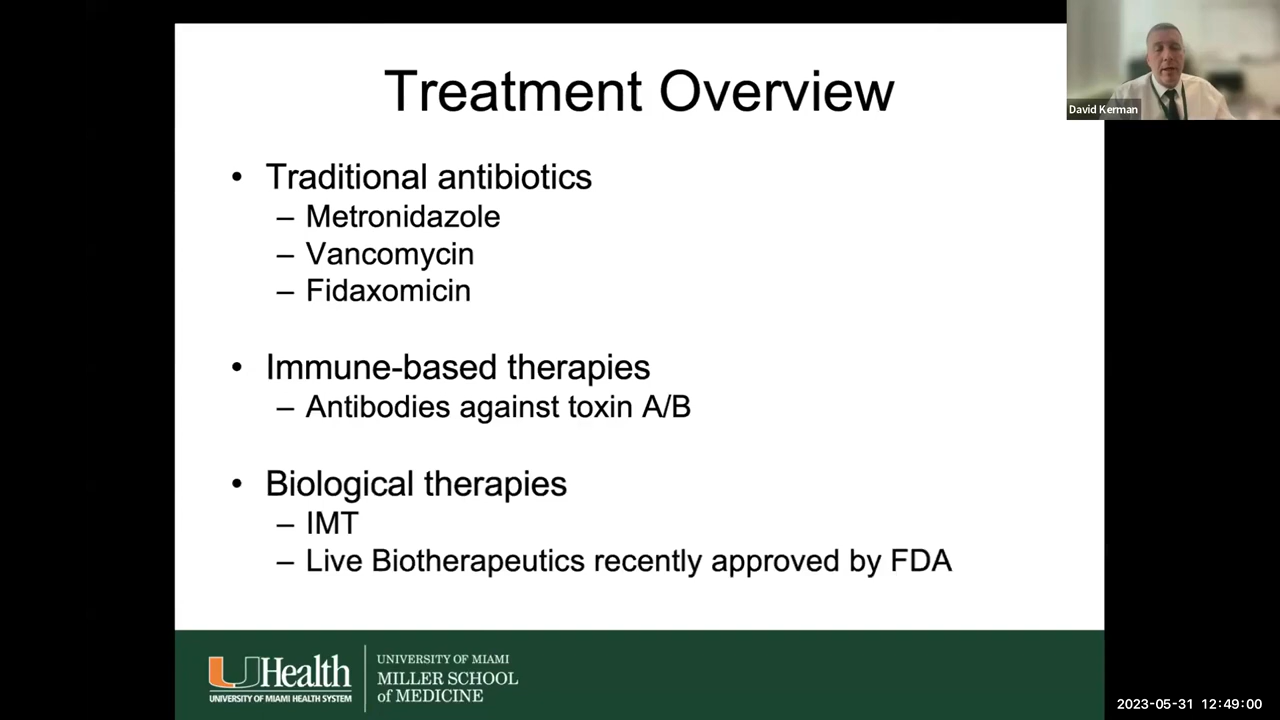 Treatment Overview
• Traditional antibiotics
– Metronidazole
– Vancomycin
– Fidaxomicin
• Immune-based therapies
– Antibodies against toxin A/B
• Biological therapies
– IMT
– Live Biotherapeutics recently approved by FDA
UHealth
UNIVERSITY OF MIAMI HEALTH SYSTEM
UNIVERSITY OF MIAMI
MILLER SCHOOL
of MEDICINE
David Kerman
2023-05-31 12:49:00